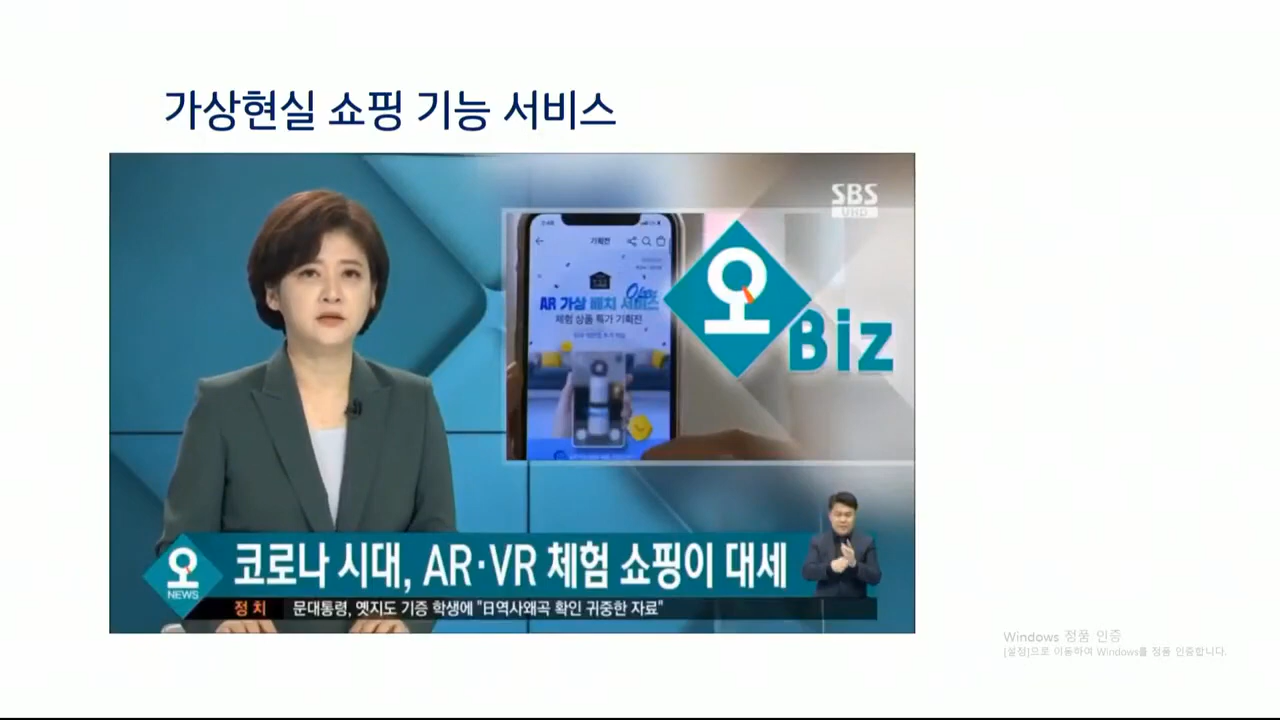 가상현실 쇼핑 기능 서비스
SBS
UHD
기획전
AR 가상 배치 서비스
체험 상품 특가 기획전
오
Biz
오
NEWS
코로나 시대, AR·VR 체험 쇼핑이 대세
정 치
문대통령, 옛지도 기증 학생에 "日역사왜곡 확인 귀중한 자료"
Windows 정품 인증
[설정]으로 이동하여 Windows를 정품 인증합니다.